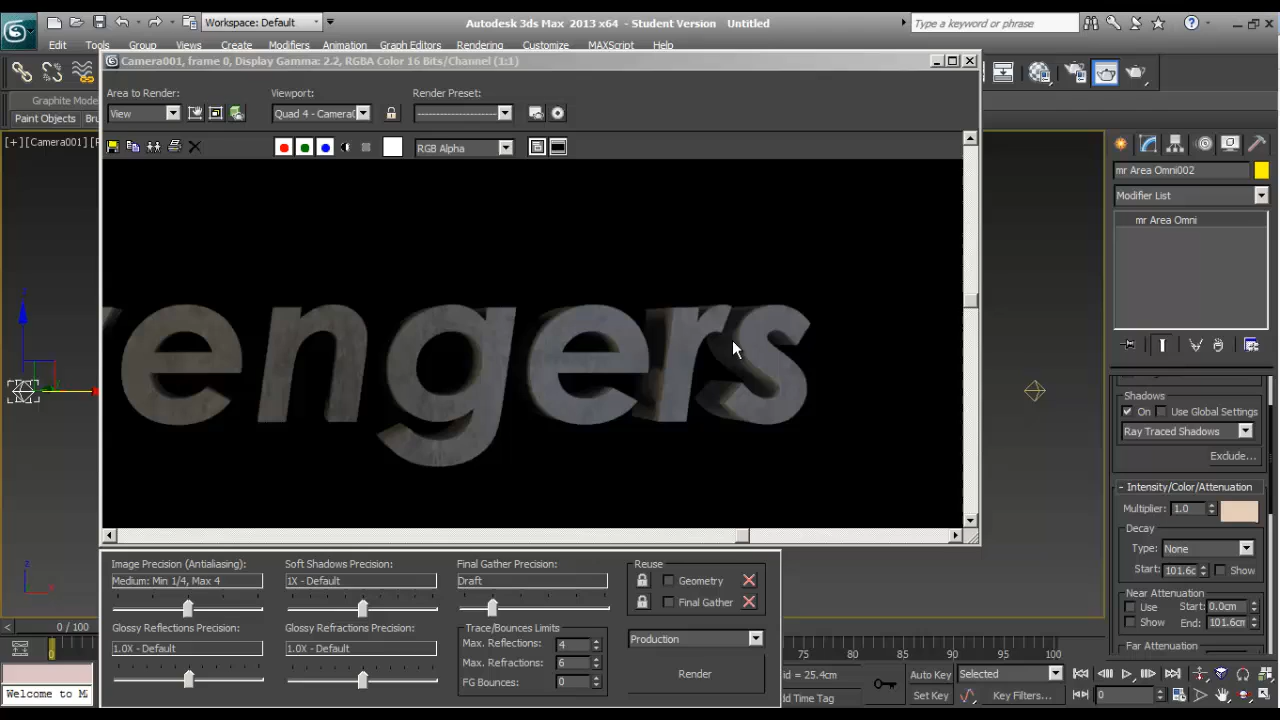 Workspace: Default
Autodesk 3ds Max 2013 x64 - Student Version Untitled
Type a keyword or phrase
Edit Tools Group Views Create Modifiers Animation Graph Editors Rendering Customize MAXScript Help
Camera001, frame 0, Display Gamma: 2.2, RGBA Color 16 Bits/Channel (1:1)
Area to Render: Viewport: Render Preset:
View Quad 4 - Camera
Graphite Mode
Paint Objects
[+] [Camera001]
RGB Alpha
mr Area Omni002
Modifier List
mr Area Omni
engers
Shadows
On Use Global Settings
Ray Traced Shadows
Exclude...
Intensity/Color/Attenuation
Multiplier: 1.0
Decay
Type: None
Start: Show
Near Attenuation
Use Start: 0.0cm
Show End: 101.6cm
Far Attenuation
Image Precision (Antialiasing): Soft Shadows Precision: Final Gather Precision: Reuse
Medium: Min 1/4, Max 4 1X - Default Draft Geometry
Final Gather
Glossy Reflections Precision: Glossy Refractions Precision: Trace/Bounces Limits
1.0X - Default 1.0X - Default Max. Reflections: 4 Production
Max. Refractions: 6
FG Bounces: 0 Render
0 / 100
75 80 85 90 95 100
id = 25.4cm Auto Key Selected
Welcome to M
dd Time Tag Set Key Key Filters... 0